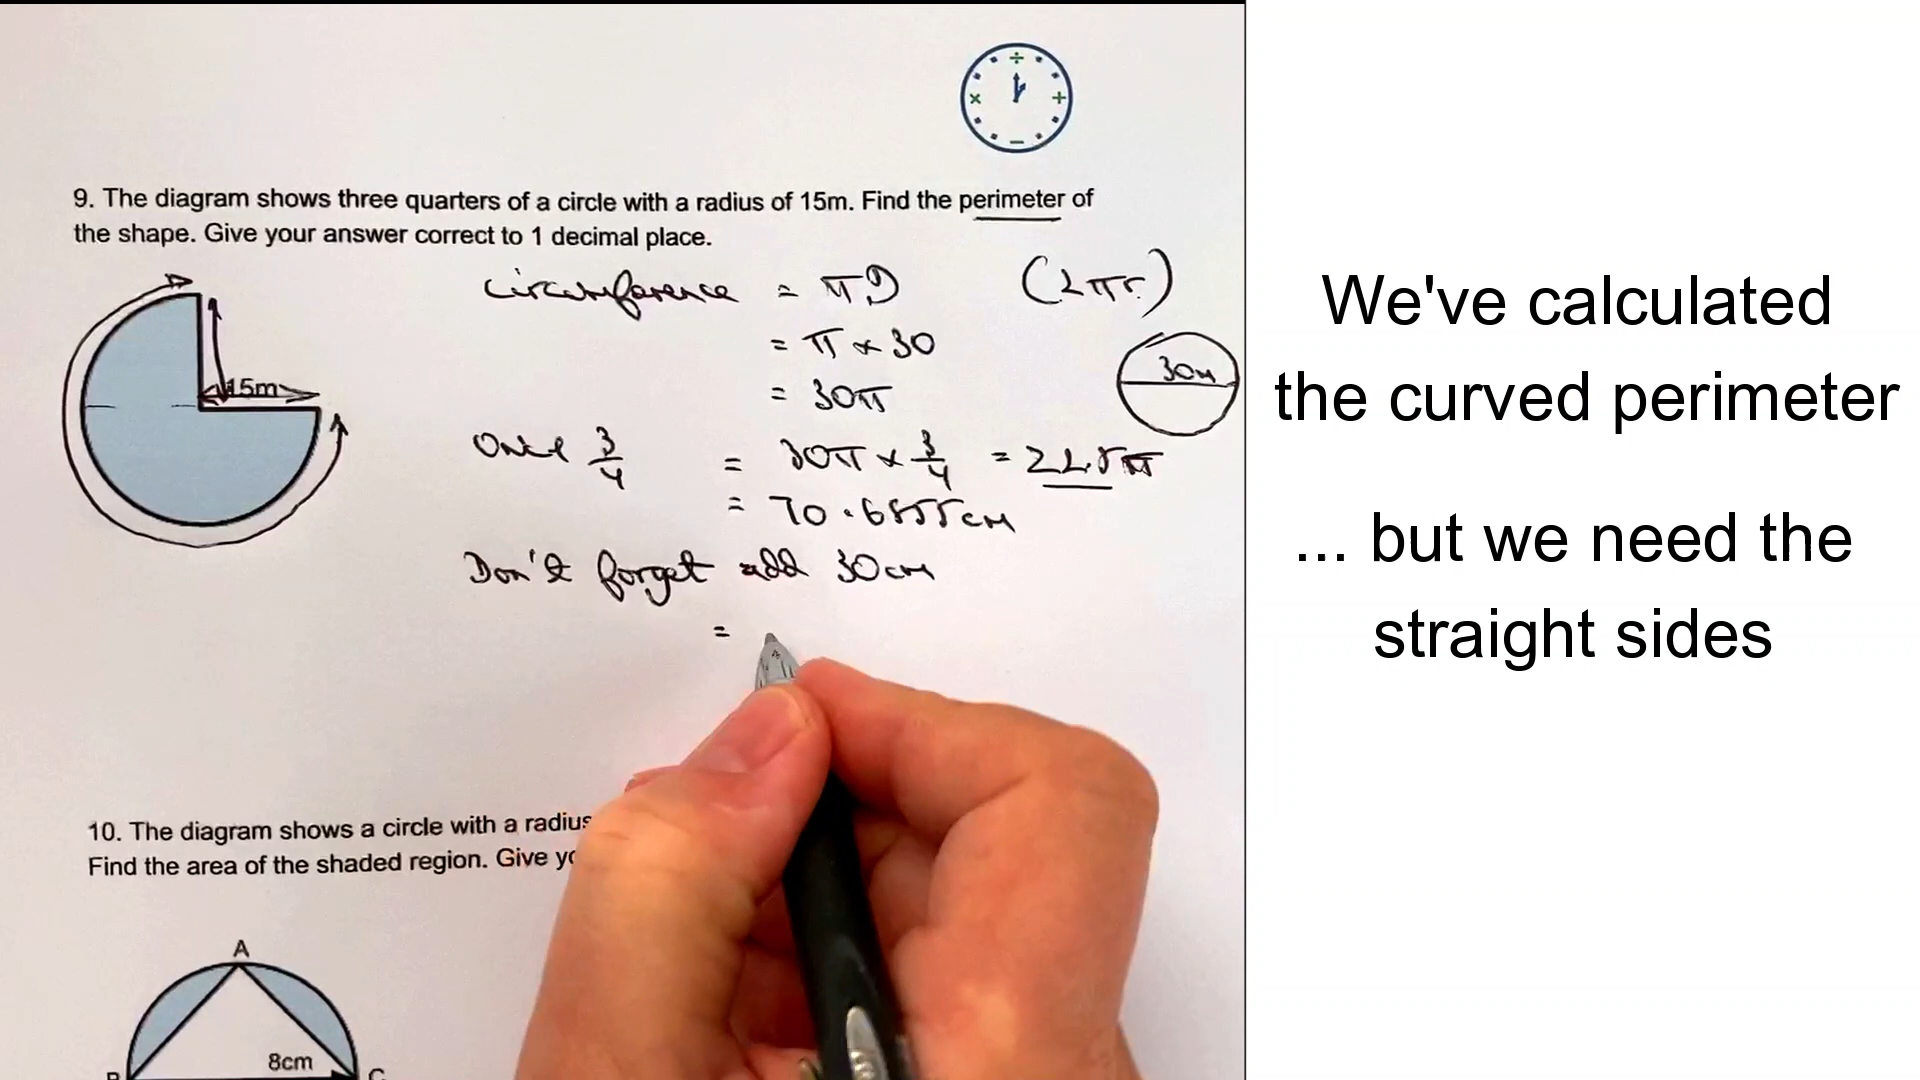 ÷
× +
−
9. The diagram shows three quarters of a circle with a radius of 15m. Find the perimeter of
the shape. Give your answer correct to 1 decimal place.
circumference = πD (2πr)
= π × 30
30m
= 30π
15m
Only 3/4 = 30π × 3/4 = 22.5π
= 70.6855cm
Don't forget add 30cm
=
10. The diagram shows a circle with a radius
Find the area of the shaded region. Give yo
A
8cm
B C
We've calculated
the curved perimeter
... but we need the
straight sides